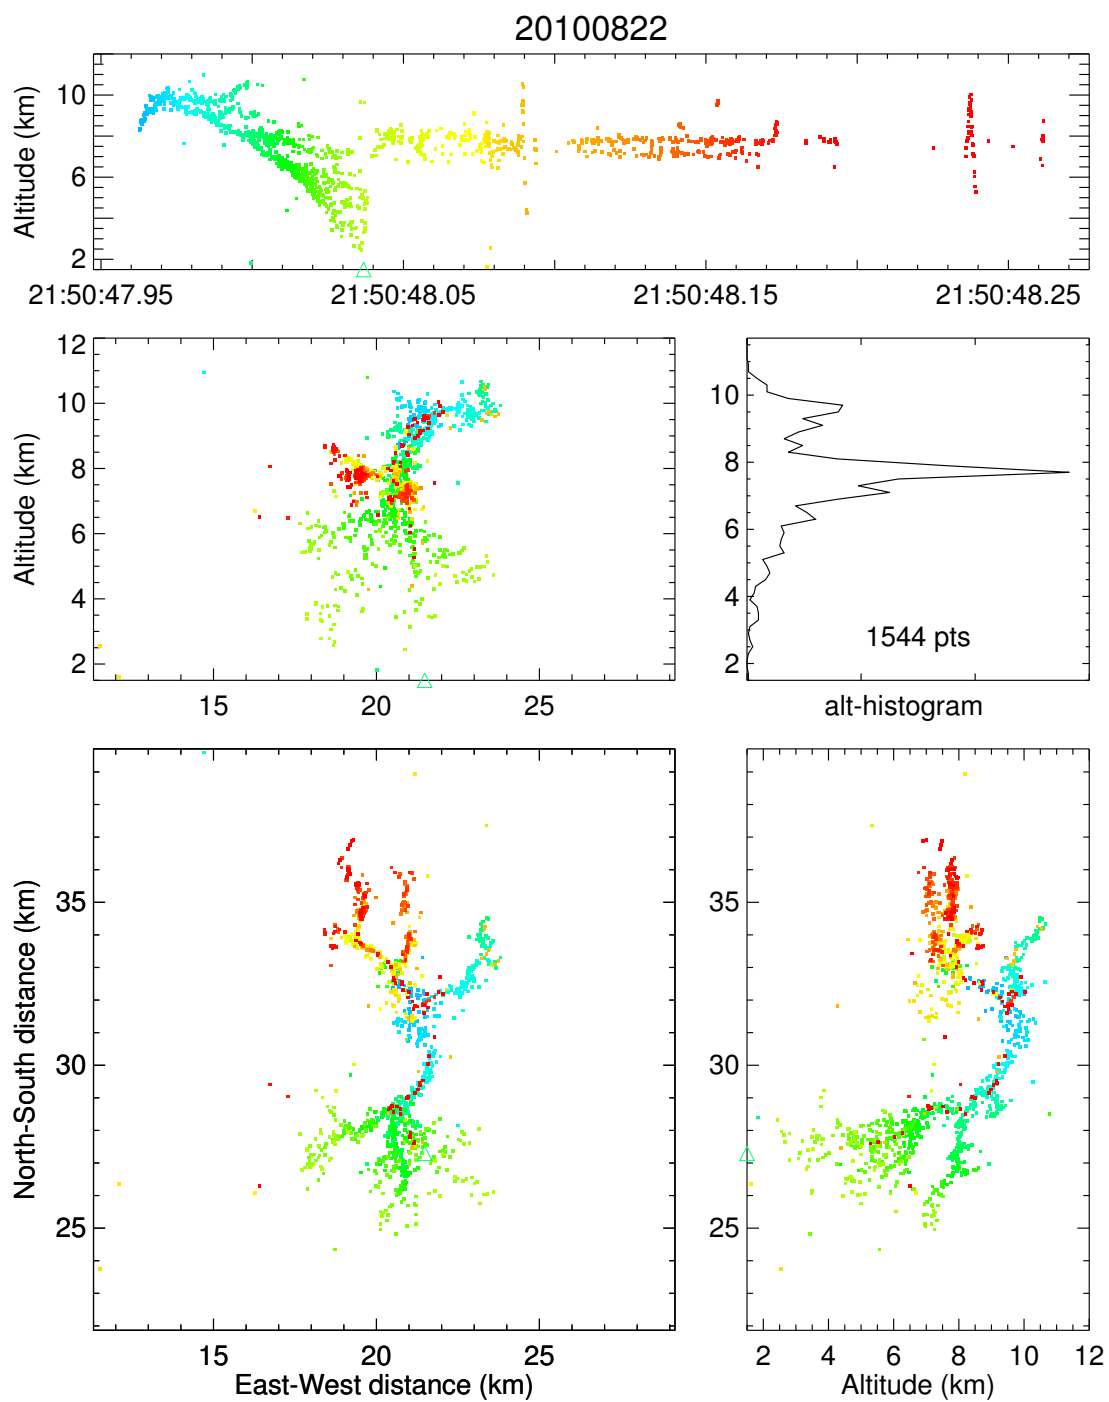 20100822
Altitude (km)
10
6
2
21:50:47.95 21:50:48.05 21:50:48.15 21:50:48.25
Altitude (km)
12
10
8
6
4
2
15 20 25
10
8
6
4
2
1544 pts
alt-histogram
North-South distance (km)
35
30
25
15 20 25
East-West distance (km)
35
30
25
2 4 6 8 10 12
Altitude (km)